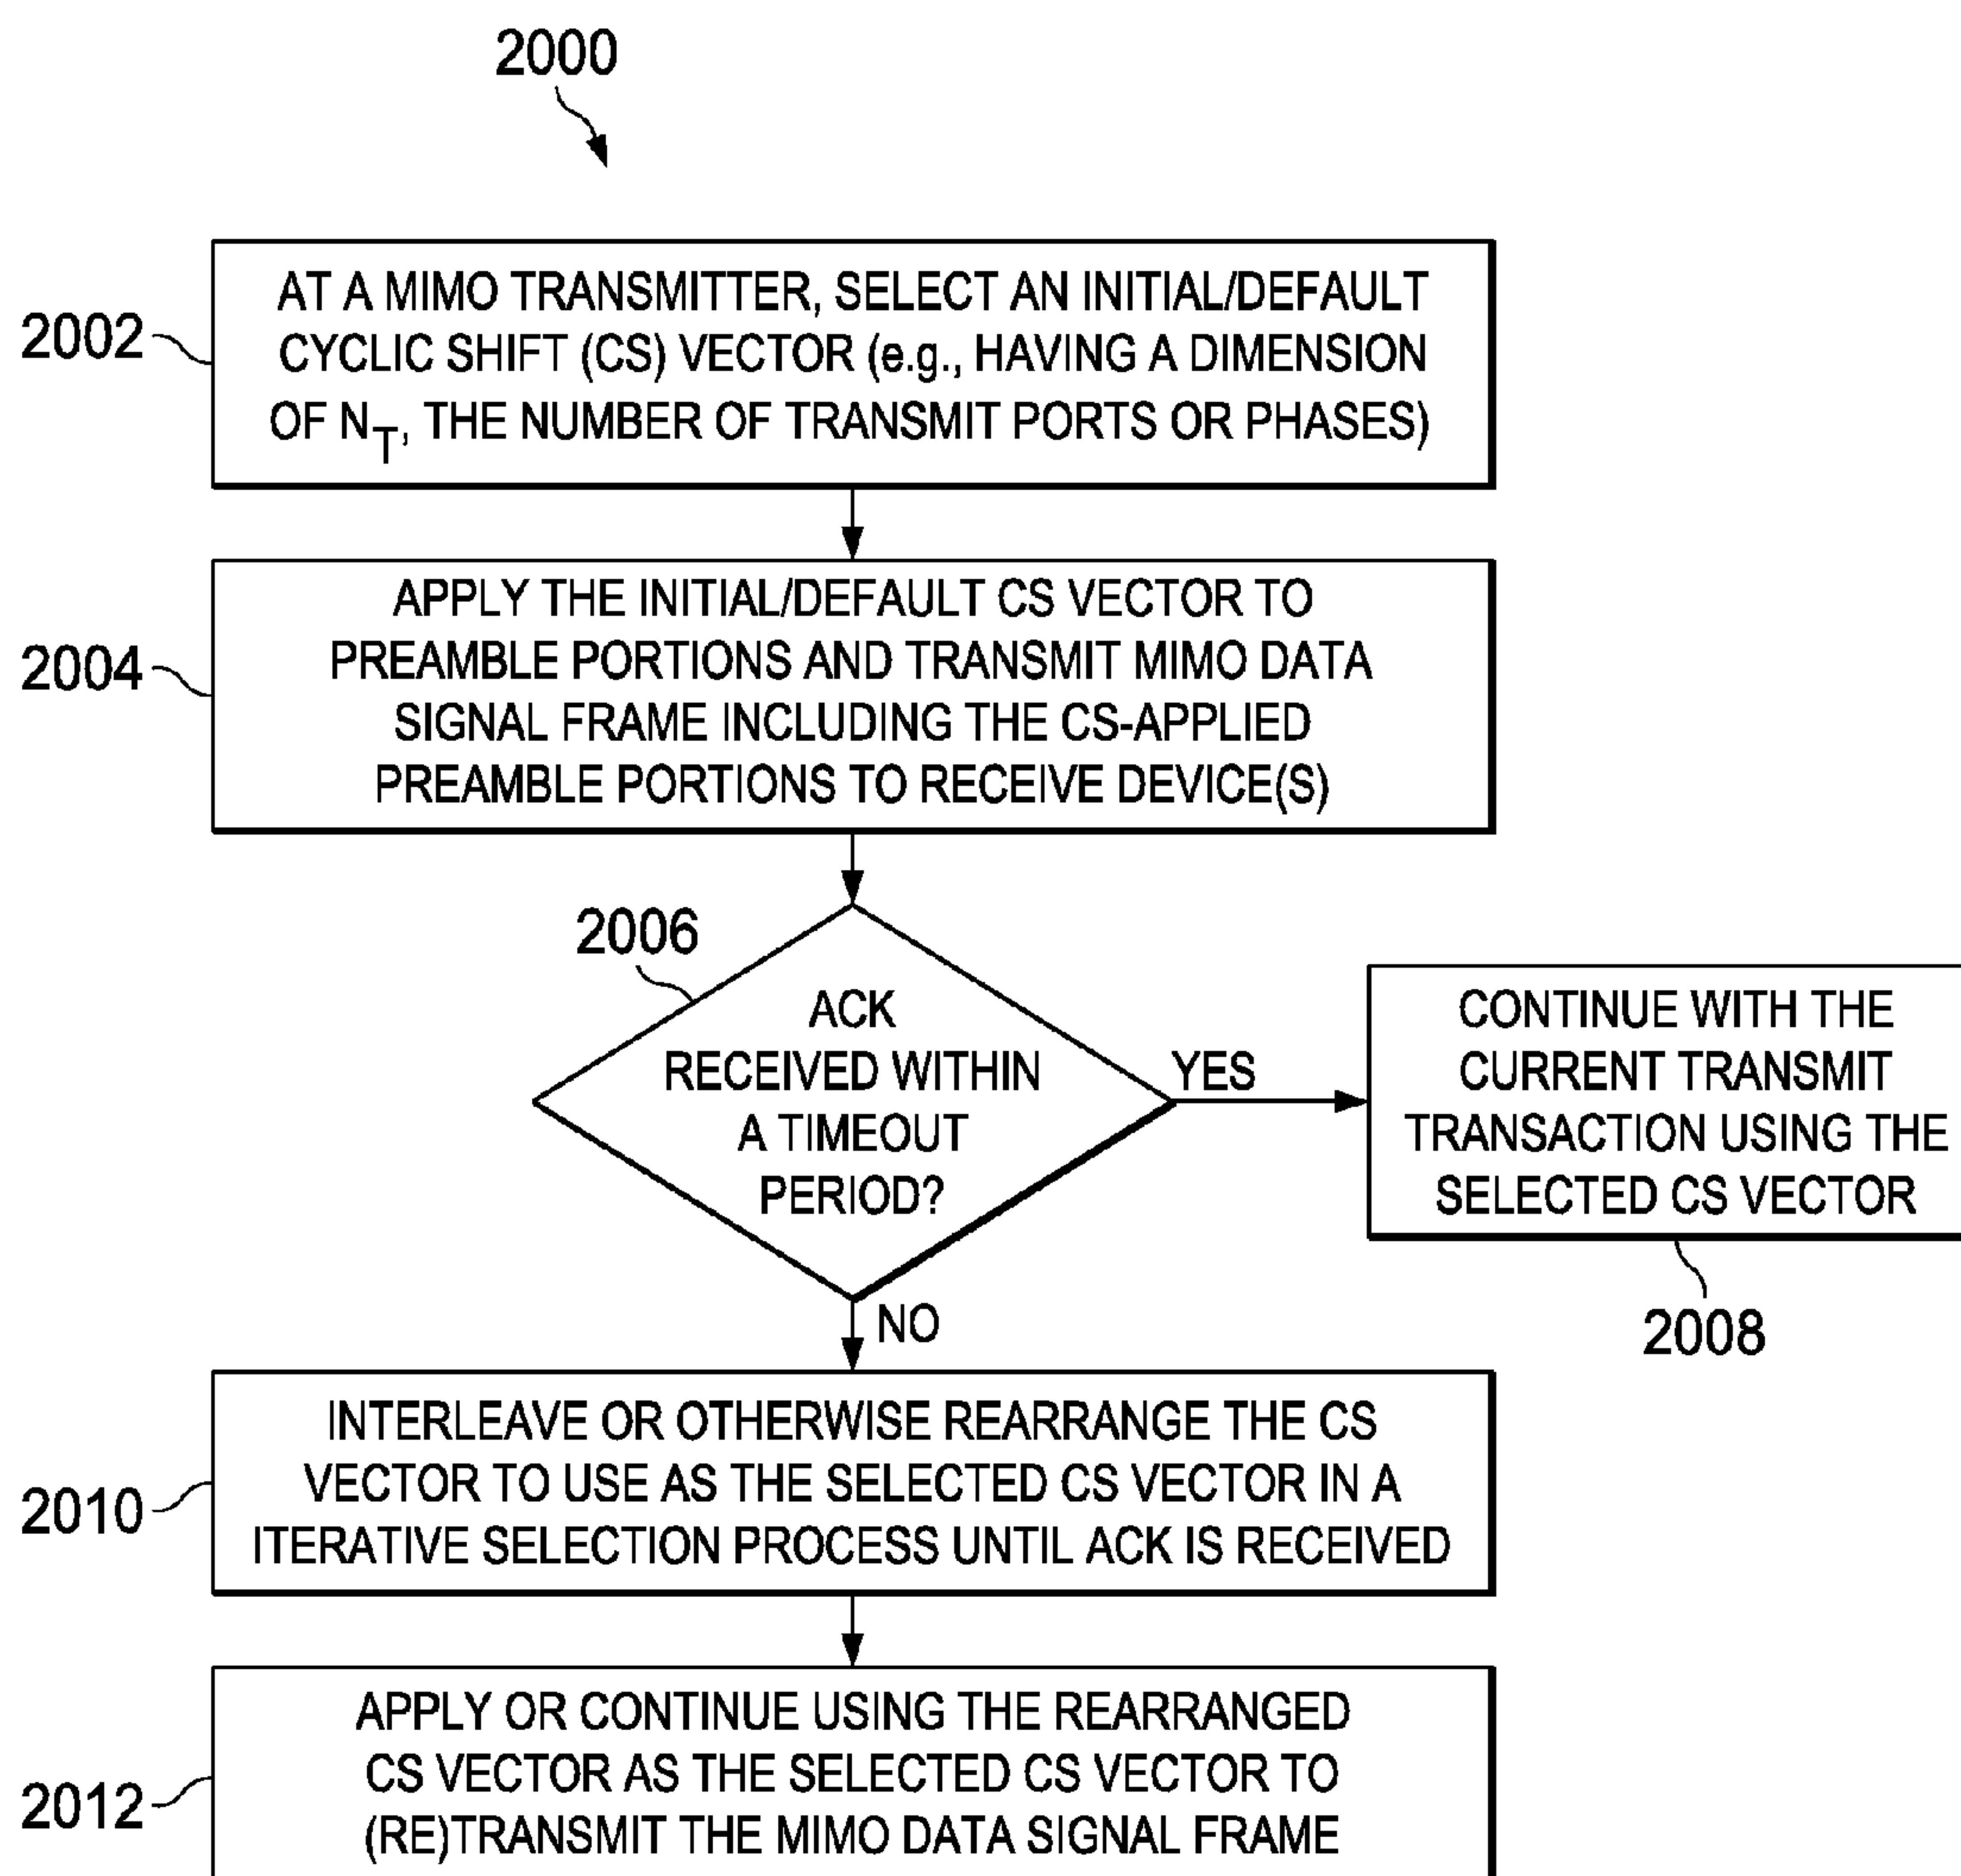 2000
2002
AT A MIMO TRANSMITTER, SELECT AN INITIAL/DEFAULT
CYCLIC SHIFT (CS) VECTOR (e.g., HAVING A DIMENSION
OF N_T, THE NUMBER OF TRANSMIT PORTS OR PHASES)
2004
APPLY THE INITIAL/DEFAULT CS VECTOR TO
PREAMBLE PORTIONS AND TRANSMIT MIMO DATA
SIGNAL FRAME INCLUDING THE CS-APPLIED
PREAMBLE PORTIONS TO RECEIVE DEVICE(S)
2006
ACK
RECEIVED WITHIN
A TIMEOUT
PERIOD?
YES
CONTINUE WITH THE
CURRENT TRANSMIT
TRANSACTION USING THE
SELECTED CS VECTOR
2008
NO
2010
INTERLEAVE OR OTHERWISE REARRANGE THE CS
VECTOR TO USE AS THE SELECTED CS VECTOR IN A
ITERATIVE SELECTION PROCESS UNTIL ACK IS RECEIVED
2012
APPLY OR CONTINUE USING THE REARRANGED
CS VECTOR AS THE SELECTED CS VECTOR TO
(RE)TRANSMIT THE MIMO DATA SIGNAL FRAME